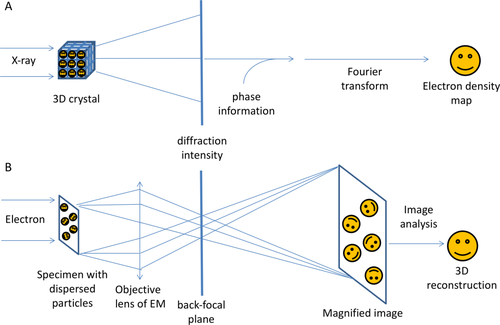 A
X-ray
3D crystal
diffraction
intensity
phase
information
Fourier
transform
Electron density
map
B
Electron
Specimen with
dispersed
particles
Objective
lens of EM
back-focal
plane
Magnified image
Image
analysis
3D
reconstruction